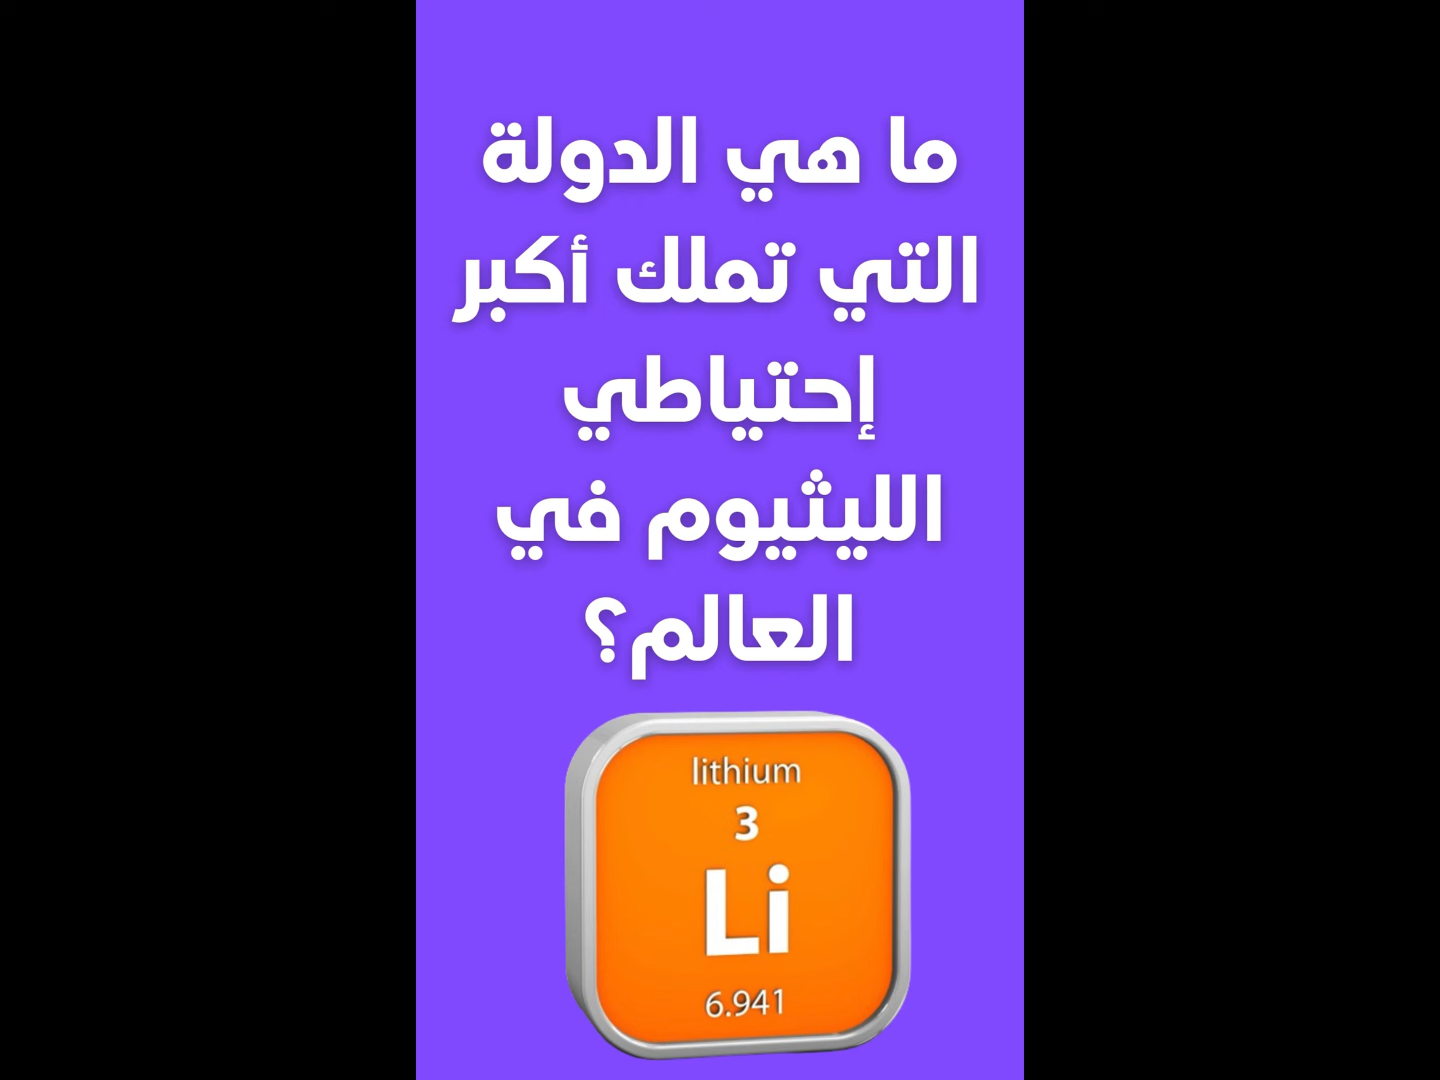 ما هي الدولة
التي تملك أكبر
إحتياطي
الليثيوم في
العالم؟
lithium
3
Li
6.941